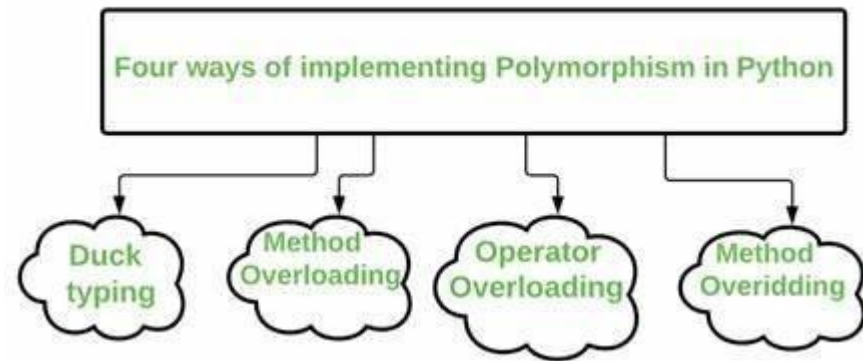 Four ways of implementing Polymorphism in Python
Duck
typing
Method
Overloading
Operator
Overloading
Method
Overidding